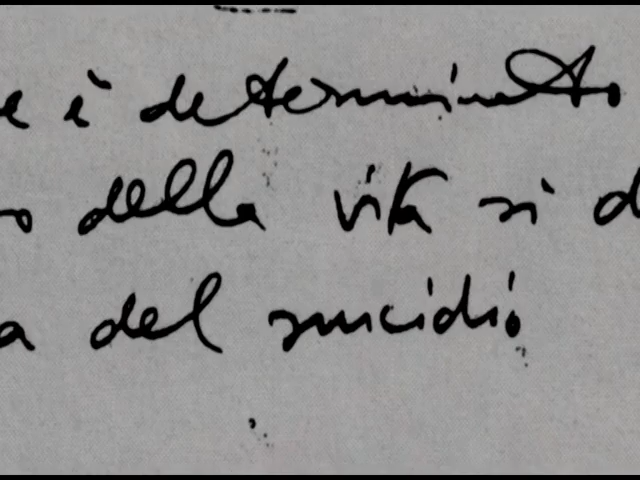 e è determinato
o della vita si d
a del suicidio